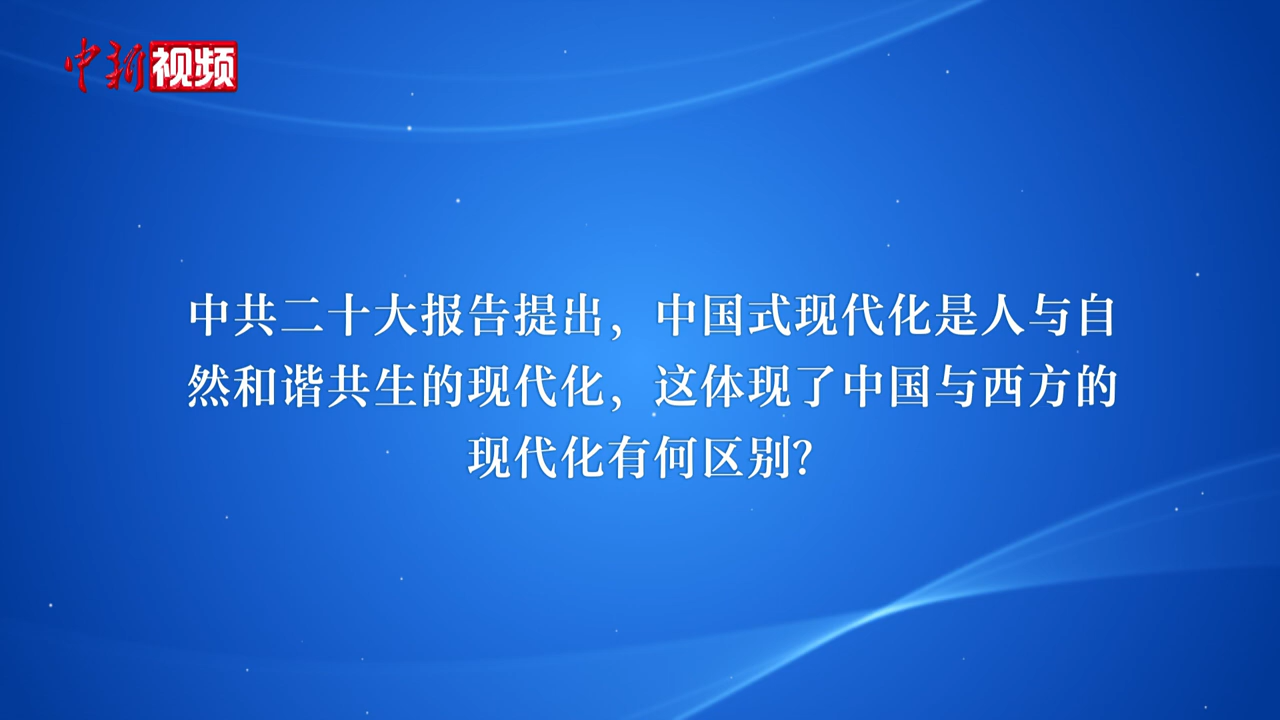 中新视频
中共二十大报告提出，中国式现代化是人与自
然和谐共生的现代化，这体现了中国与西方的
现代化有何区别？